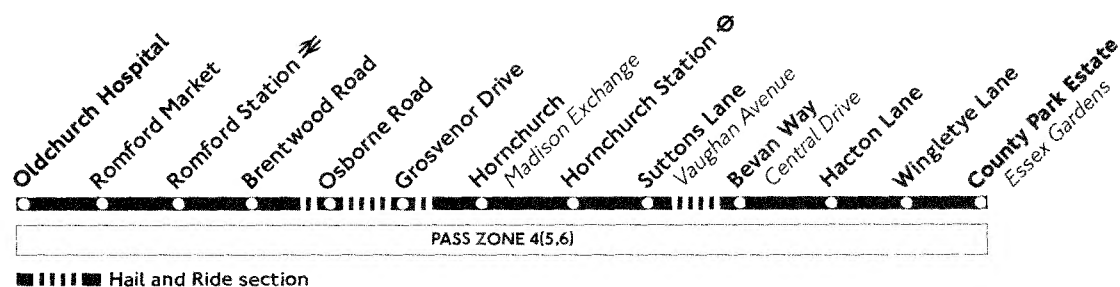 Oldchurch Hospital
Romford Market
Romford Station
Brentwood Road
Osborne Road
Grosvenor Drive
Hornchurch
Madison Exchange
Hornchurch Station
Suttons Lane
Vaughan Avenue
Bevan Way
Central Drive
Hacton Lane
Wingletye Lane
County Park Estate
Essex Gardens
PASS ZONE 4(5,6)
Hail and Ride section